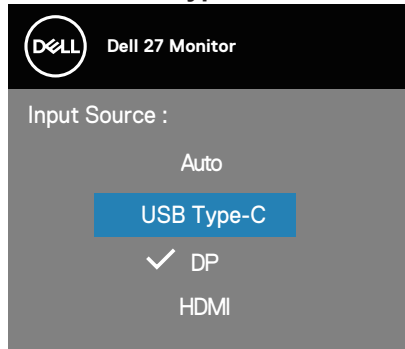 DELL Dell 27 Monitor
Input Source :
Auto
USB Type-C
DP
HDMI